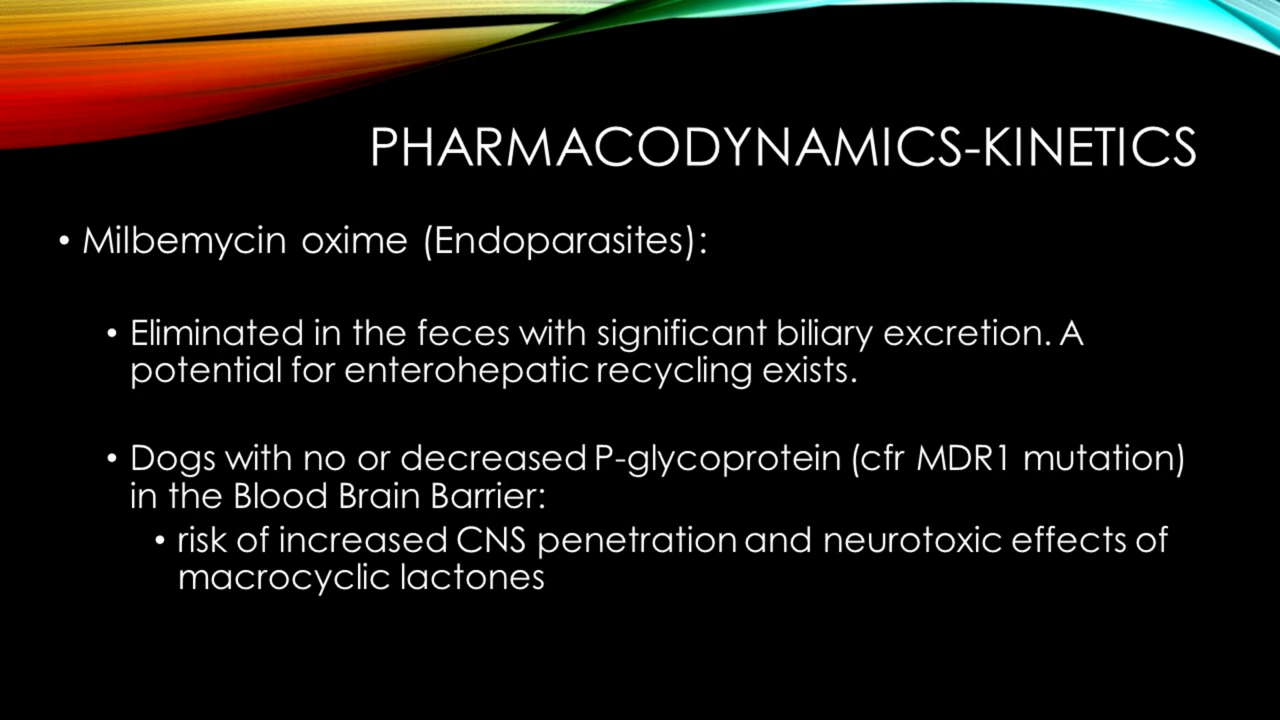 PHARMACODYNAMICS-KINETICS
• Milbemycin oxime (Endoparasites):
• Eliminated in the feces with significant biliary excretion. A
potential for enterohepatic recycling exists.
• Dogs with no or decreased P-glycoprotein (cfr MDR1 mutation)
in the Blood Brain Barrier:
• risk of increased CNS penetration and neurotoxic effects of
macrocyclic lactones